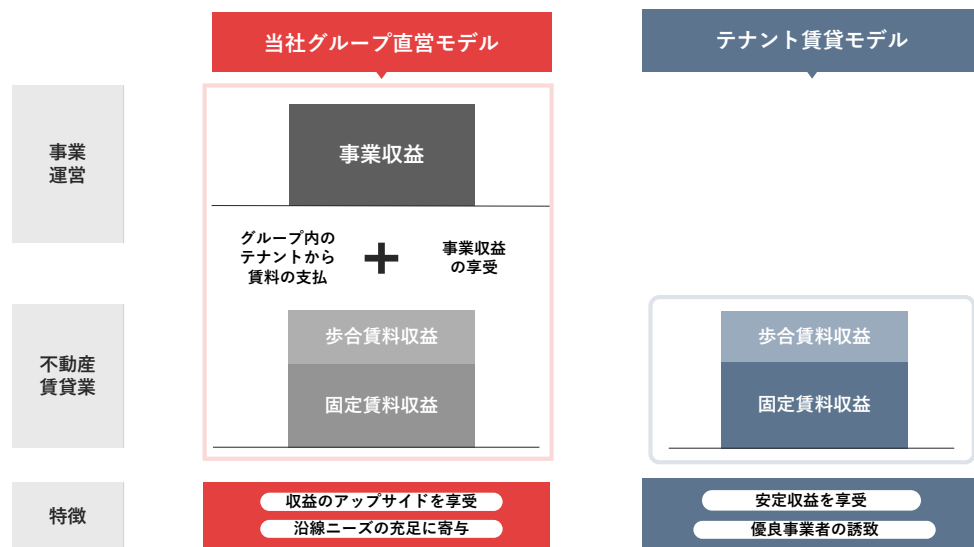 当社グループ直営モデル
テナント賃貸モデル
事業
運営
事業収益
グループ内の
テナントから
賃料の支払
+
事業収益
の享受
不動産
賃貸業
歩合賃料収益
固定賃料収益
歩合賃料収益
固定賃料収益
特徴
収益のアップサイドを享受
沿線ニーズの充足に寄与
安定収益を享受
優良事業者の誘致